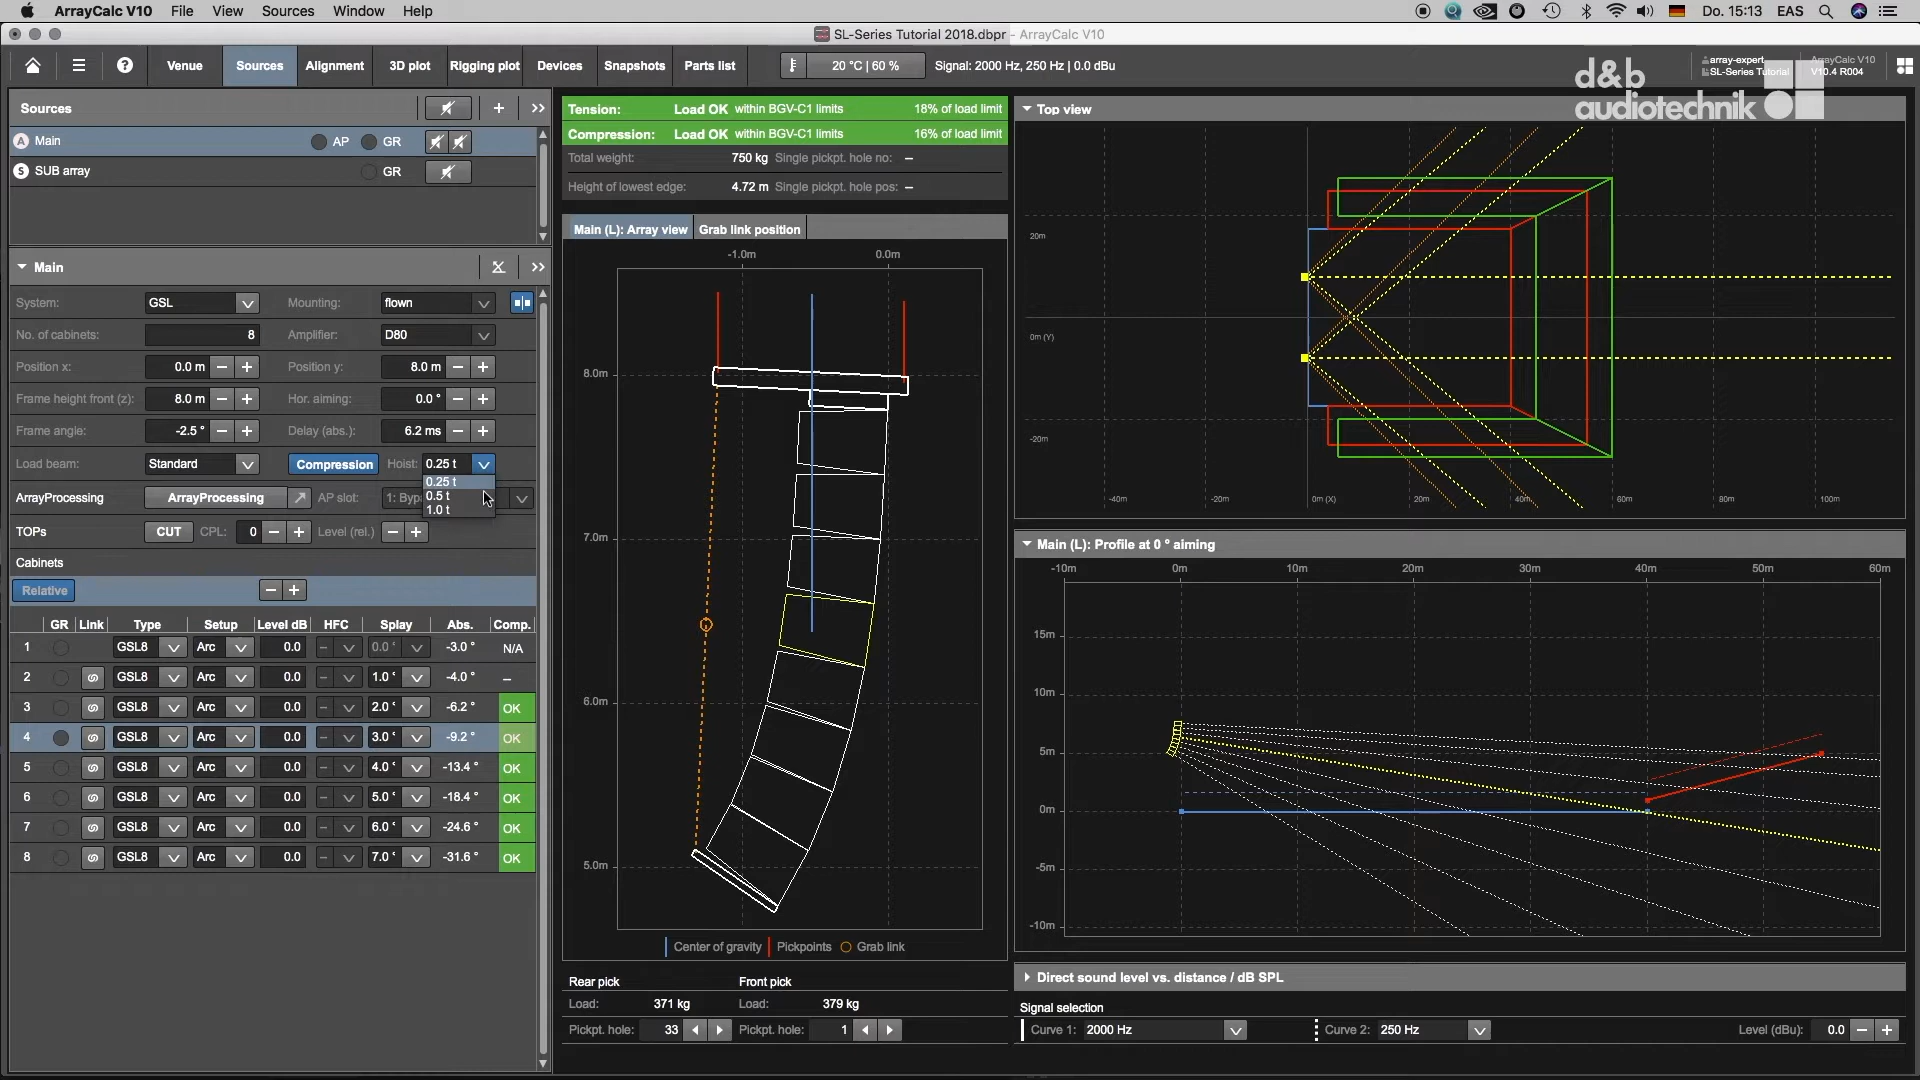 ArrayCalc V10 File View Sources Window Help
Do. 15:13 EAS
SL-Series Tutorial 2018.dbpr - ArrayCalc V10
Venue Sources Alignment 3D plot Rigging plot Devices Snapshots Parts list
20 °C | 60 % Signal: 2000 Hz, 250 Hz | 0.0 dBu
array-expert ArrayCalc V10
SL-Series Tutorial V10.4 R004
d&b
audiotechnik
Sources
A Main AP GR
S SUB array GR
Main
System: GSL Mounting: flown
No. of cabinets: 8 Amplifier: D80
Position x: 0.0 m Position y: 8.0 m
Frame height front (z): 8.0 m Hor. aiming: 0.0 °
Frame angle: -2.5 ° Delay (abs.): 6.2 ms
Load beam: Standard Compression Hoist: 0.25 t
0.25 t
0.5 t
1.0 t
ArrayProcessing ArrayProcessing AP slot:
TOPs CUT CPL: 0 Level (rel.)
Cabinets
Relative
GR Link Type Setup Level dB HFC Splay Abs. Comp.
1 GSL8 Arc 0.0 – 0.0 ° -3.0 ° N/A
2 GSL8 Arc 0.0 – 1.0 ° -4.0 ° –
3 GSL8 Arc 0.0 – 2.0 ° -6.2 ° OK
4 GSL8 Arc 0.0 – 3.0 ° -9.2 ° OK
5 GSL8 Arc 0.0 – 4.0 ° -13.4 ° OK
6 GSL8 Arc 0.0 – 5.0 ° -18.4 ° OK
7 GSL8 Arc 0.0 – 6.0 ° -24.6 ° OK
8 GSL8 Arc 0.0 – 7.0 ° -31.6 ° OK
Tension: Load OK within BGV-C1 limits 18% of load limit
Compression: Load OK within BGV-C1 limits 16% of load limit
Total weight: 750 kg Single pickpt. hole no: –
Height of lowest edge: 4.72 m Single pickpt. hole pos: –
Main (L): Array view Grab link position
-1.0m 0.0m
8.0m
7.0m
6.0m
5.0m
Center of gravity Pickpoints Grab link
Rear pick Front pick
Load: 371 kg Load: 379 kg
Pickpt. hole: 33 Pickpt. hole: 1
Top view
20m
0m (Y)
-20m
-40m -20m 0m (X) 20m 40m 60m 80m 100m
Main (L): Profile at 0 ° aiming
-10m 0m 10m 20m 30m 40m 50m 60m
15m
10m
5m
0m
-5m
-10m
Direct sound level vs. distance / dB SPL
Signal selection
Curve 1: 2000 Hz Curve 2: 250 Hz Level (dBu): 0.0